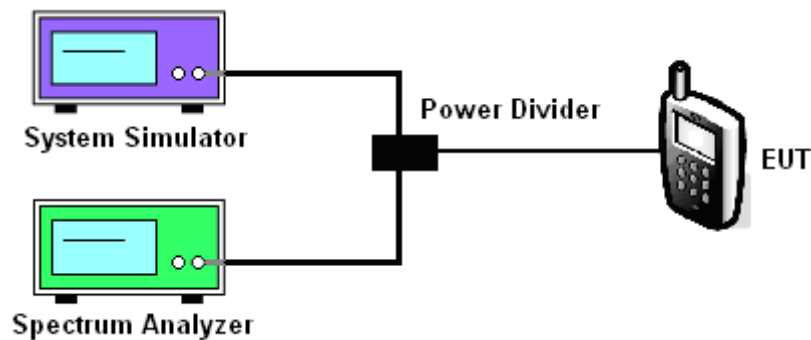 System Simulator
Power Divider
EUT
Spectrum Analyzer